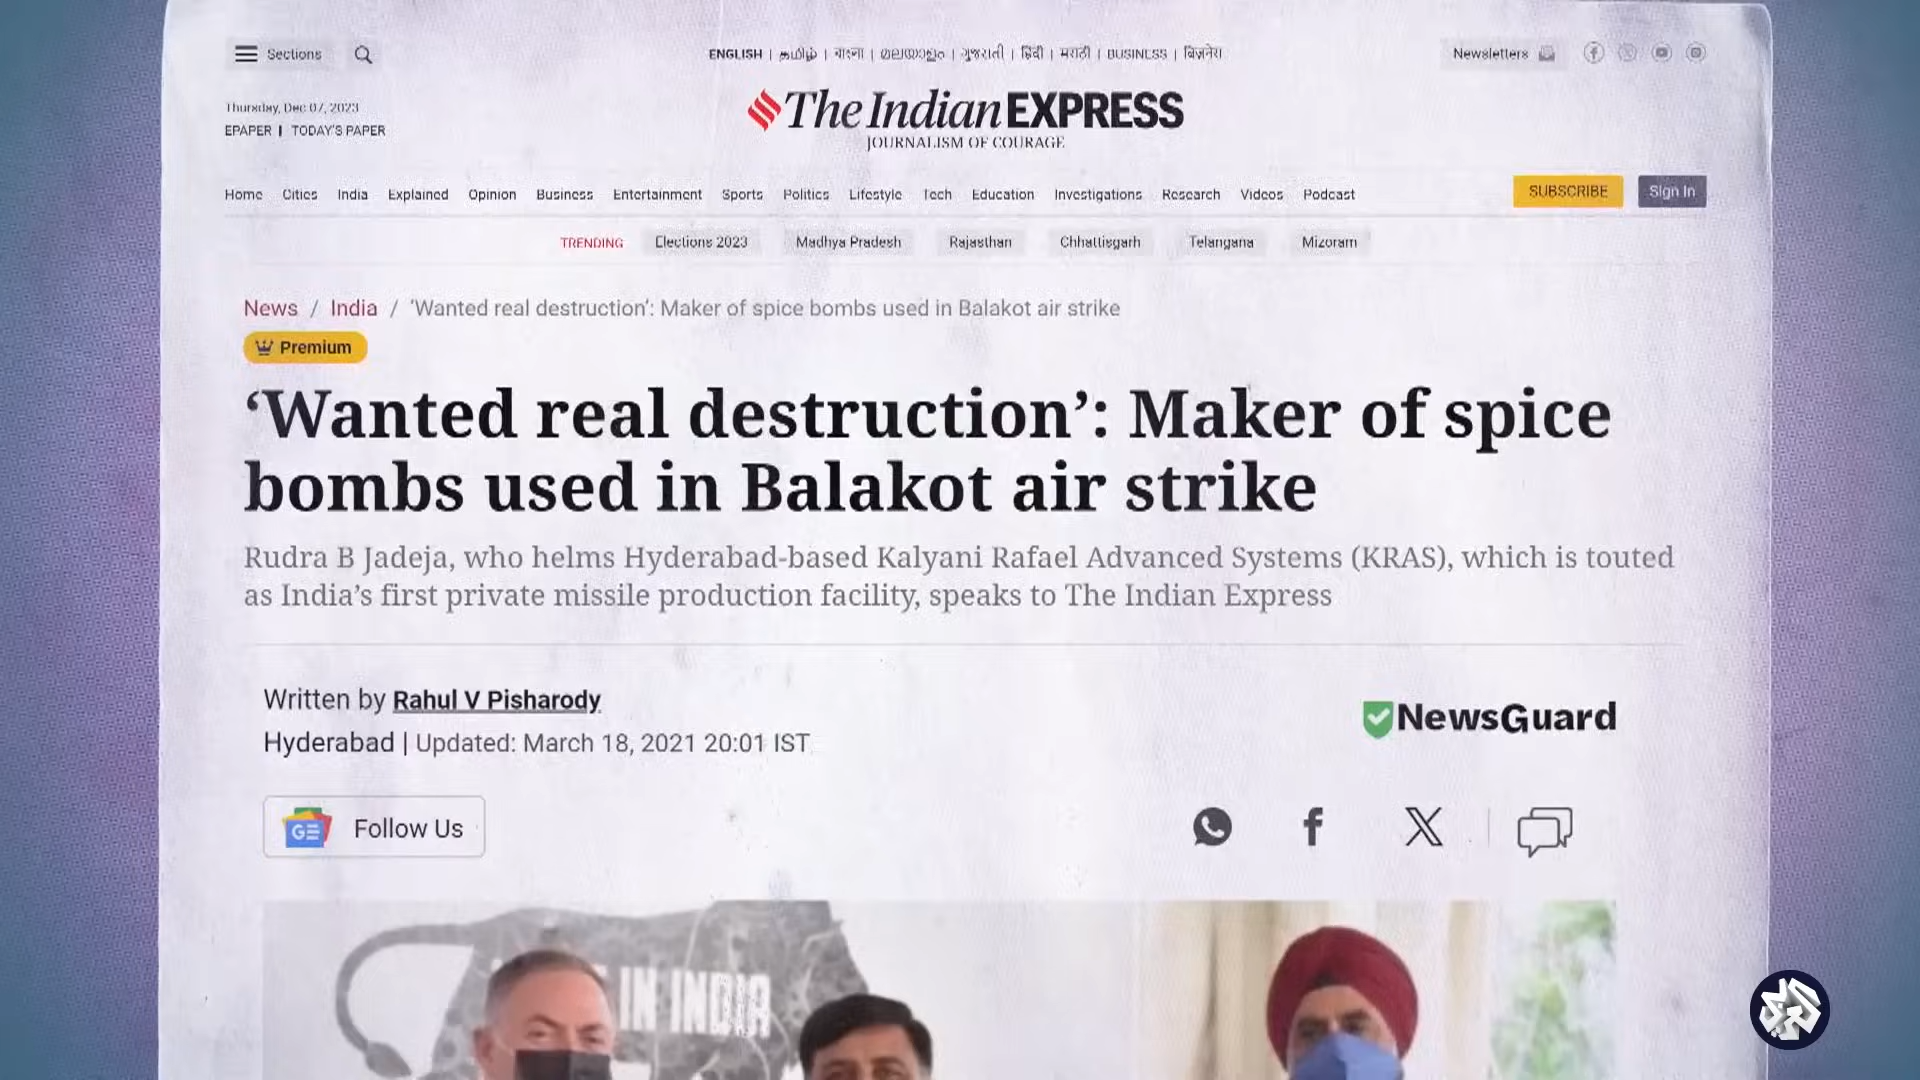 Sections
ENGLISH | தமிழ் | বাংলা | മലയാളം | ગુજરાતી | हिंदी | मराठी | BUSINESS | बिज़नेस
Newsletters
Thursday, Dec 07, 2023
EPAPER | TODAY'S PAPER
The Indian EXPRESS
JOURNALISM OF COURAGE
Home Cities India Explained Opinion Business Entertainment Sports Politics Lifestyle Tech Education Investigations Research Videos Podcast
SUBSCRIBE Sign In
TRENDING Elections 2023 Madhya Pradesh Rajasthan Chhattisgarh Telangana Mizoram
News / India / ‘Wanted real destruction’: Maker of spice bombs used in Balakot air strike
Premium
‘Wanted real destruction’: Maker of spice
bombs used in Balakot air strike
Rudra B Jadeja, who helms Hyderabad-based Kalyani Rafael Advanced Systems (KRAS), which is touted
as India’s first private missile production facility, speaks to The Indian Express
Written by Rahul V Pisharody
NewsGuard
Hyderabad | Updated: March 18, 2021 20:01 IST
GE Follow Us
IN INDIA